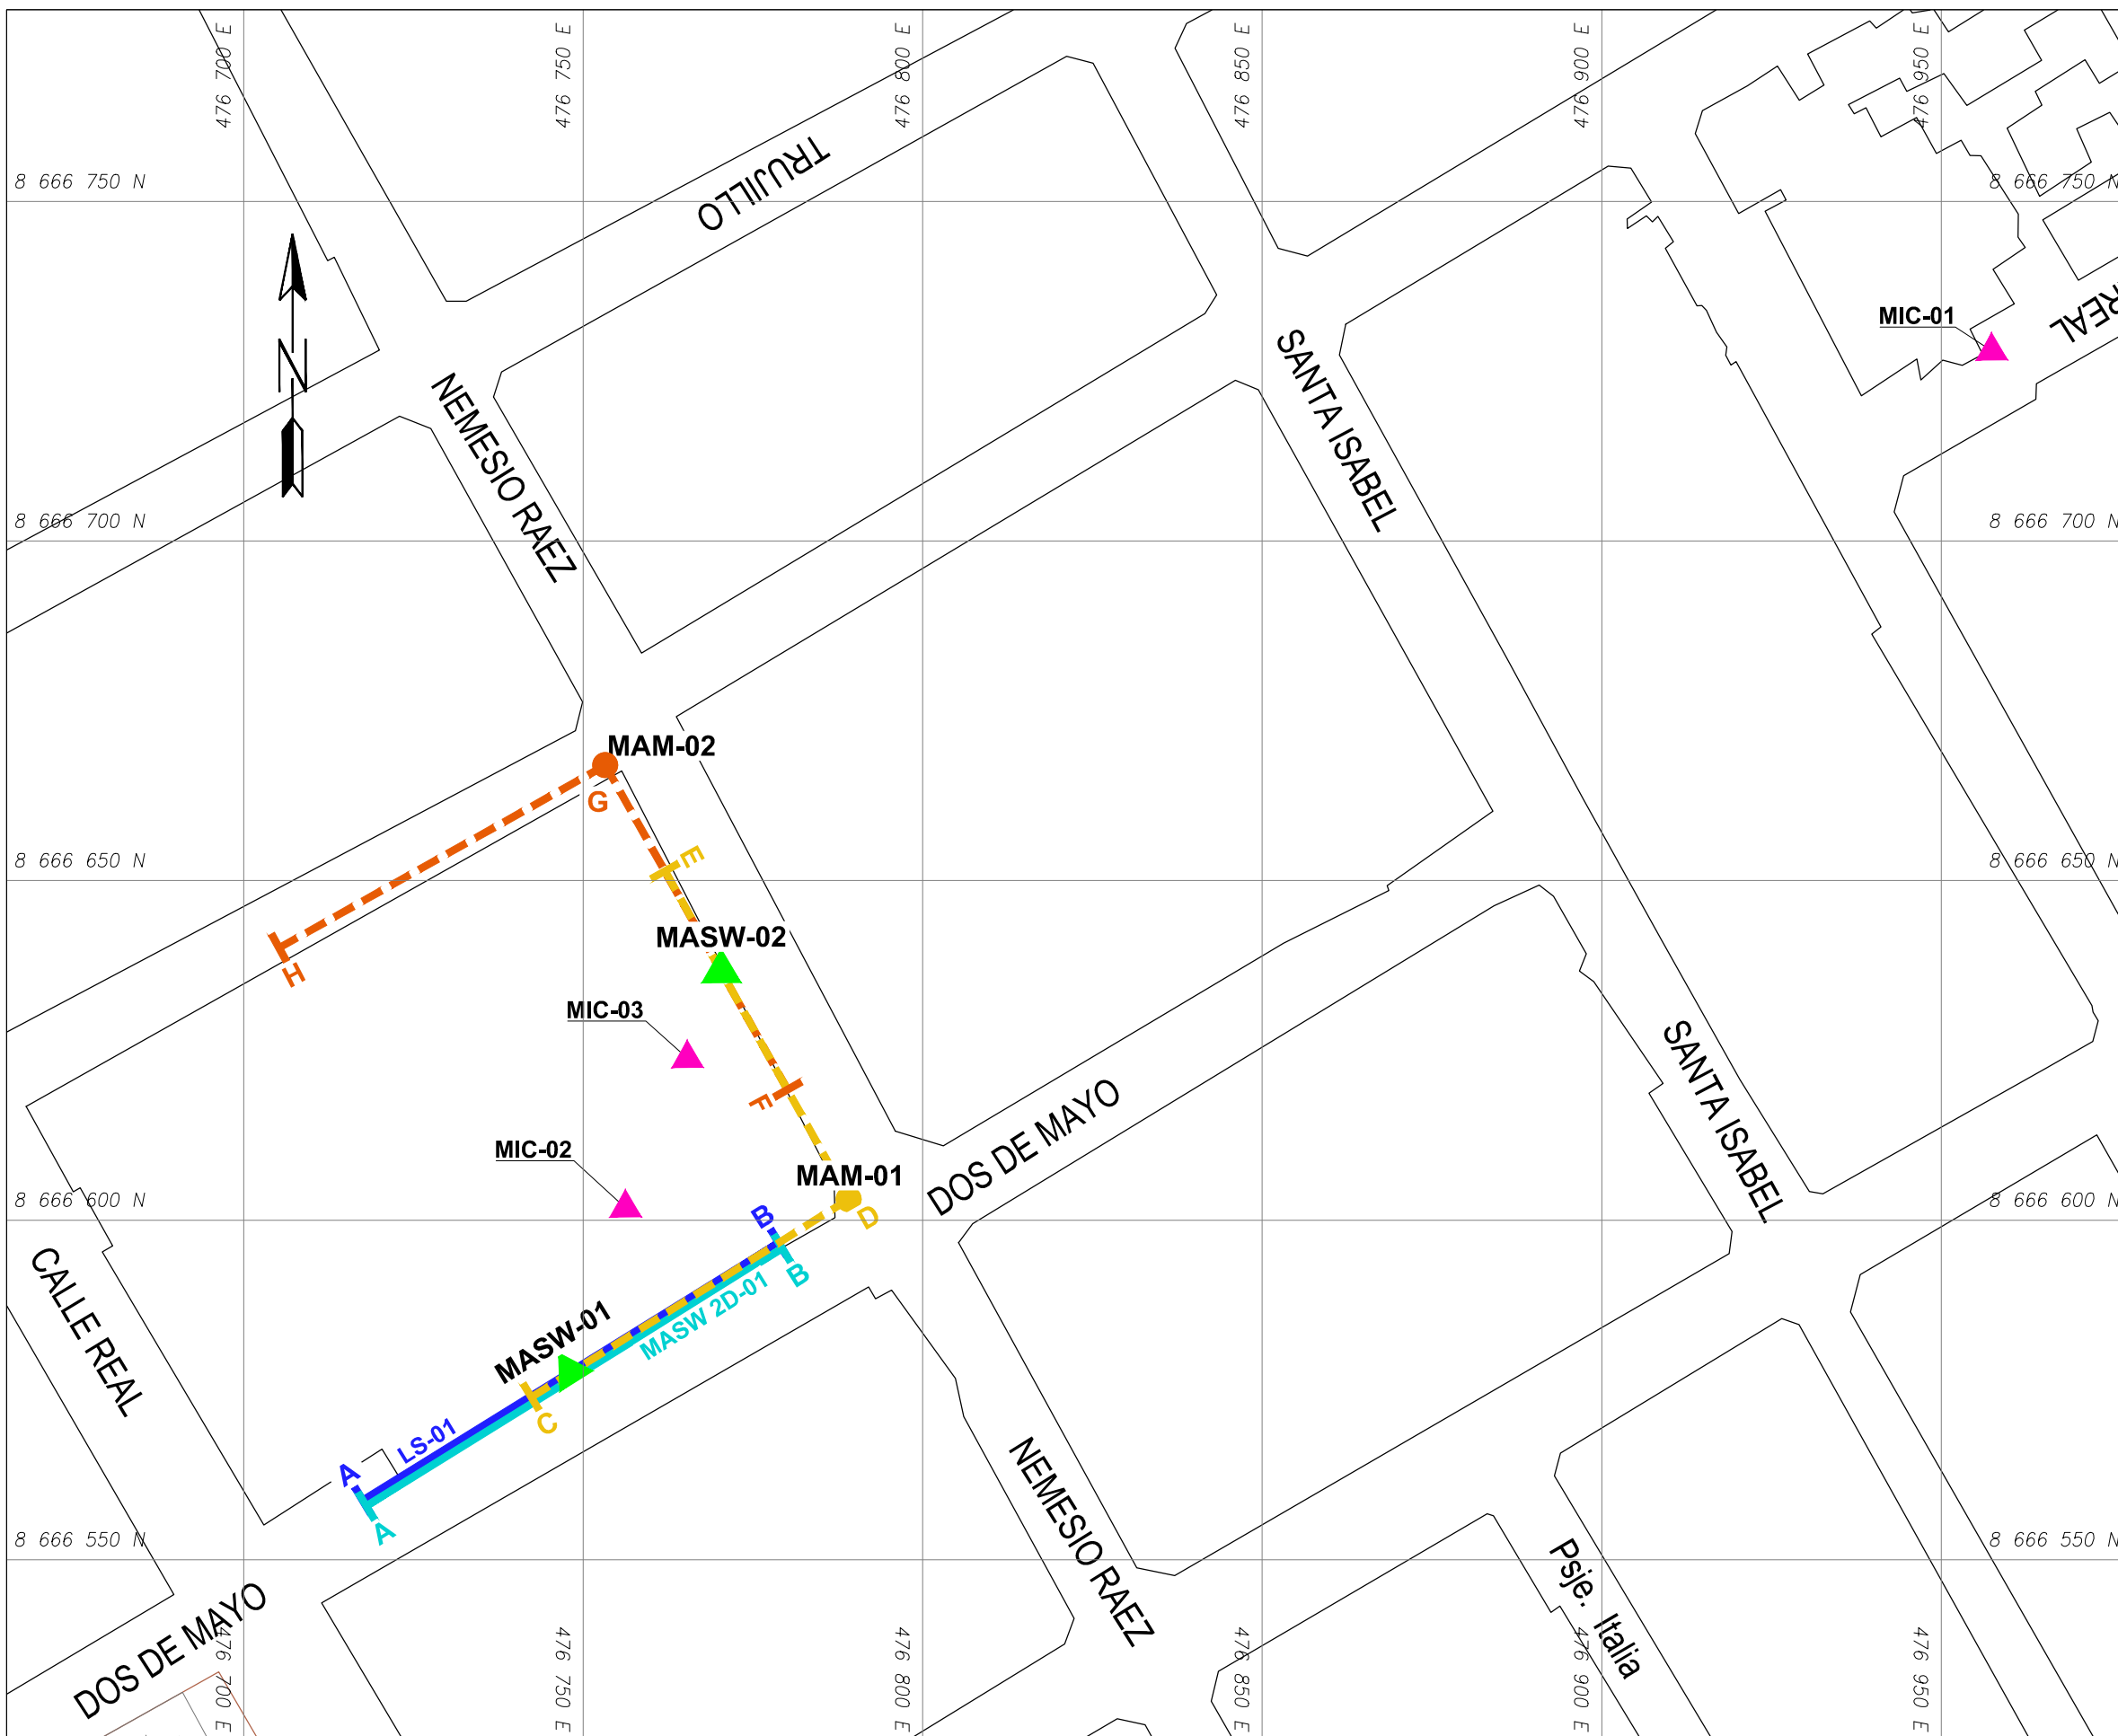 476 700 E
476 750 E
476 800 E
476 850 E
476 900 E
476 950 E
TRUJILLO
8 666 750 N
8 666 750 N
N
MIC-01
REAL
NEMESIO RAEZ
SANTA ISABEL
8 666 700 N
8 666 700 N
MAM-02
G
E
8 666 650 N
8 666 650 N
MASW-02
H
MIC-03
F
SANTA ISABEL
DOS DE MAYO
MIC-02
MAM-01
8 666 600 N
8 666 600 N
B
D
B
CALLE REAL
MASW 2D-01
MASW-01
C
LS-01
A
A
8 666 550 N
8 666 550 N
NEMESIO RAEZ
Psje. Italia
DOS DE MAYO
476 700 E
476 750 E
476 800 E
476 850 E
476 900 E
476 950 E